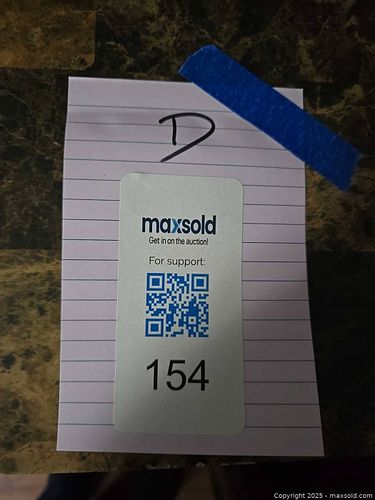 D
maxsold
Get in on the auction!
For support:
154
Copyright 2025 - maxsold.com